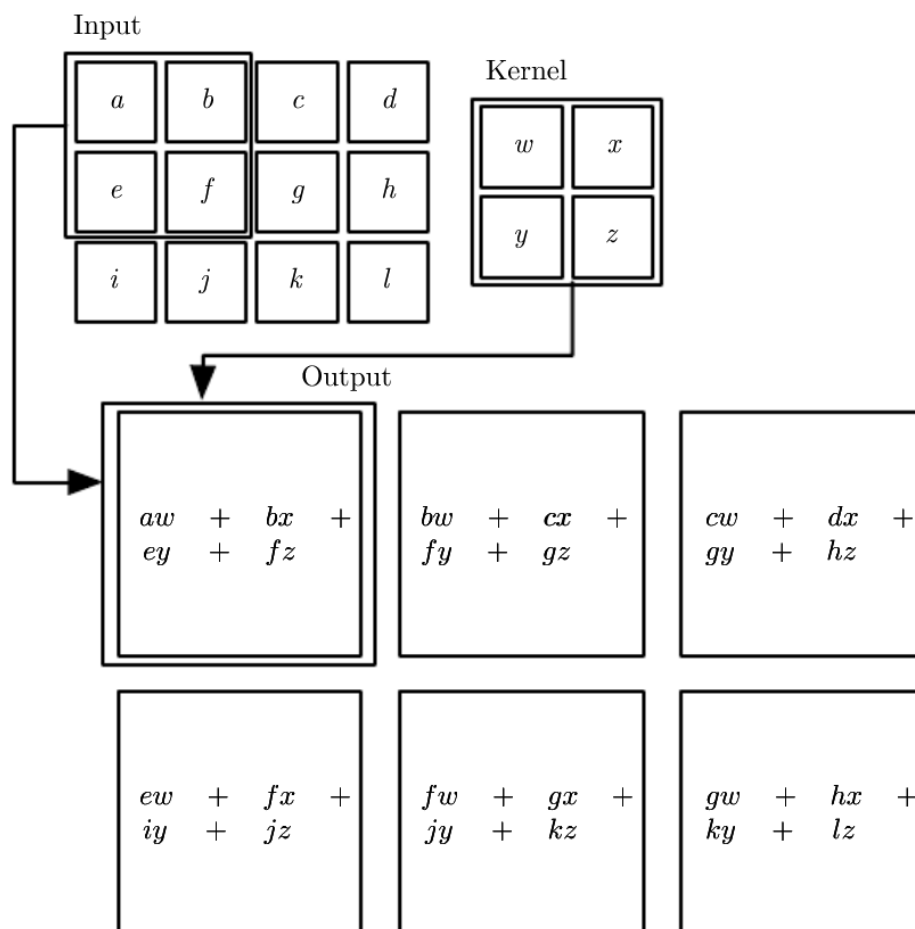 Input
Kernel
a b c d
w x
e f g h
y z
i j k l
Output
aw + bx +
ey + fz
bw + cx +
fy + gz
cw + dx +
gy + hz
ew + fx +
iy + jz
fw + gx +
jy + kz
gw + hx +
ky + lz